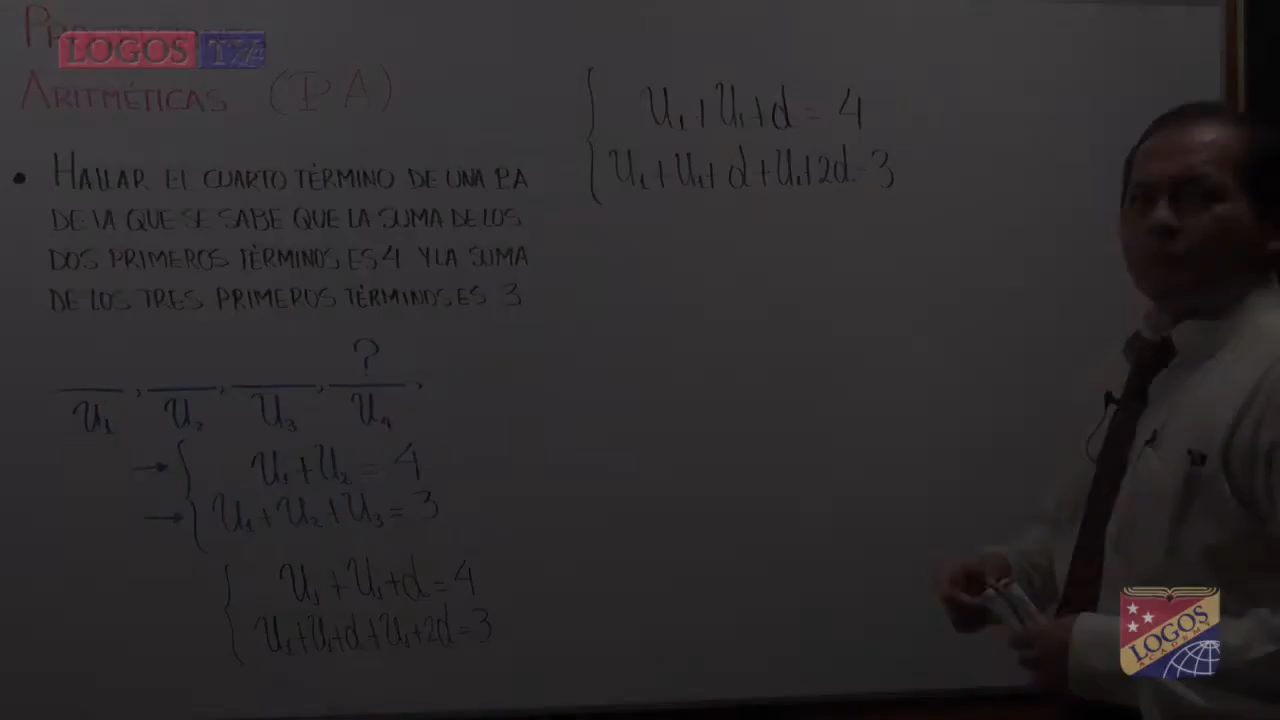 LOGOS
ARITMÉTICAS (PA)
• HALLAR EL CUARTO TÉRMINO DE UNA PA
DE LA QUE SE SABE QUE LA SUMA DE LOS
DOS PRIMEROS TÉRMINOS ES 4 Y LA SUMA
DE LOS TRES PRIMEROS TÉRMINOS ES 3
?
U₁ , U₂ , U₃ , U₄ ,
→ U₁ + U₂ = 4
→ U₁ + U₂ + U₃ = 3
U₁ + U₁ + d = 4
U₁ + U₁ + d + U₁ + 2d = 3
U₁ + U₁ + d = 4
U₁ + U₁ + d + U₁ + 2d = 3
LOGOS
ACADEMY